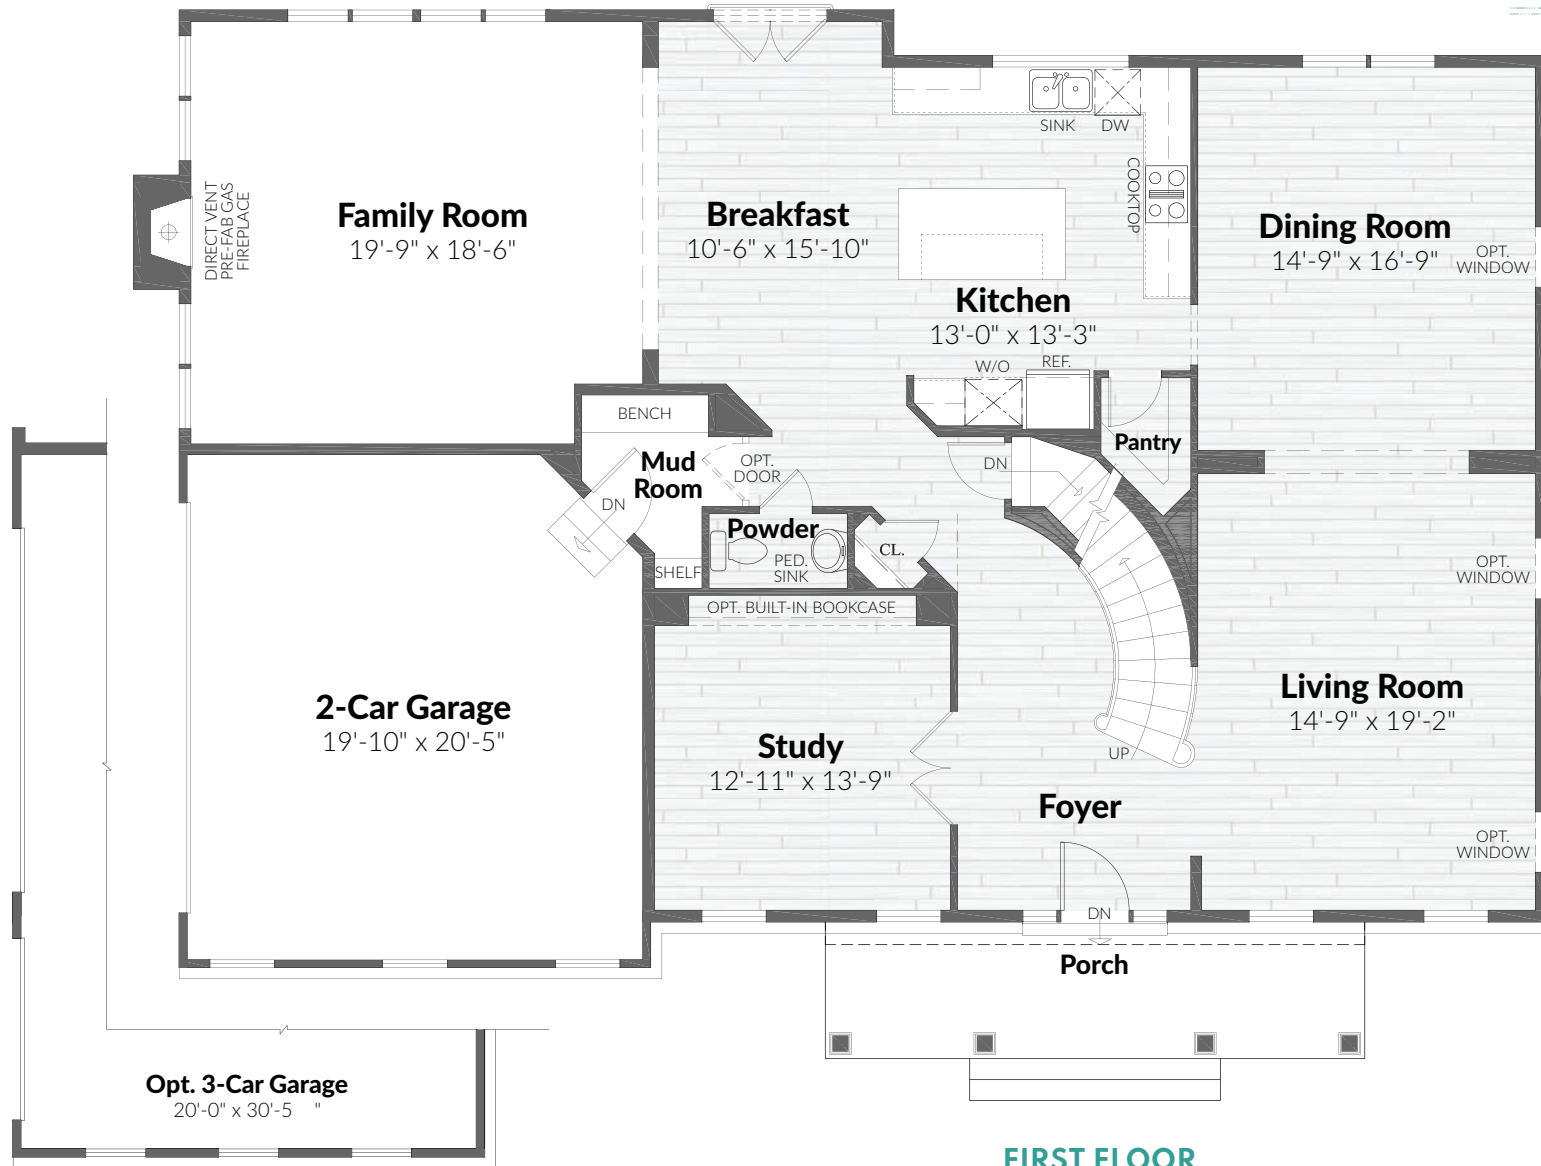 SINK
DW
COOKTOP
DIRECT VENT
PRE-FAB GAS
FIREPLACE
Family Room
19'-9" x 18'-6"
Breakfast
10'-6" x 15'-10"
Dining Room
14'-9" x 16'-9"
OPT.
WINDOW
Kitchen
13'-0" x 13'-3"
W/O
REF.
BENCH
Pantry
Mud
Room
OPT.
DOOR
DN
DN
Powder
PED.
SINK
CL.
SHELF
OPT.
WINDOW
OPT. BUILT-IN BOOKCASE
2-Car Garage
19'-10" x 20'-5"
Living Room
14'-9" x 19'-2"
Study
12'-11" x 13'-9"
UP
Foyer
OPT.
WINDOW
DN
Porch
Opt. 3-Car Garage
20'-0" x 30'-5 "
FIRST FLOOR